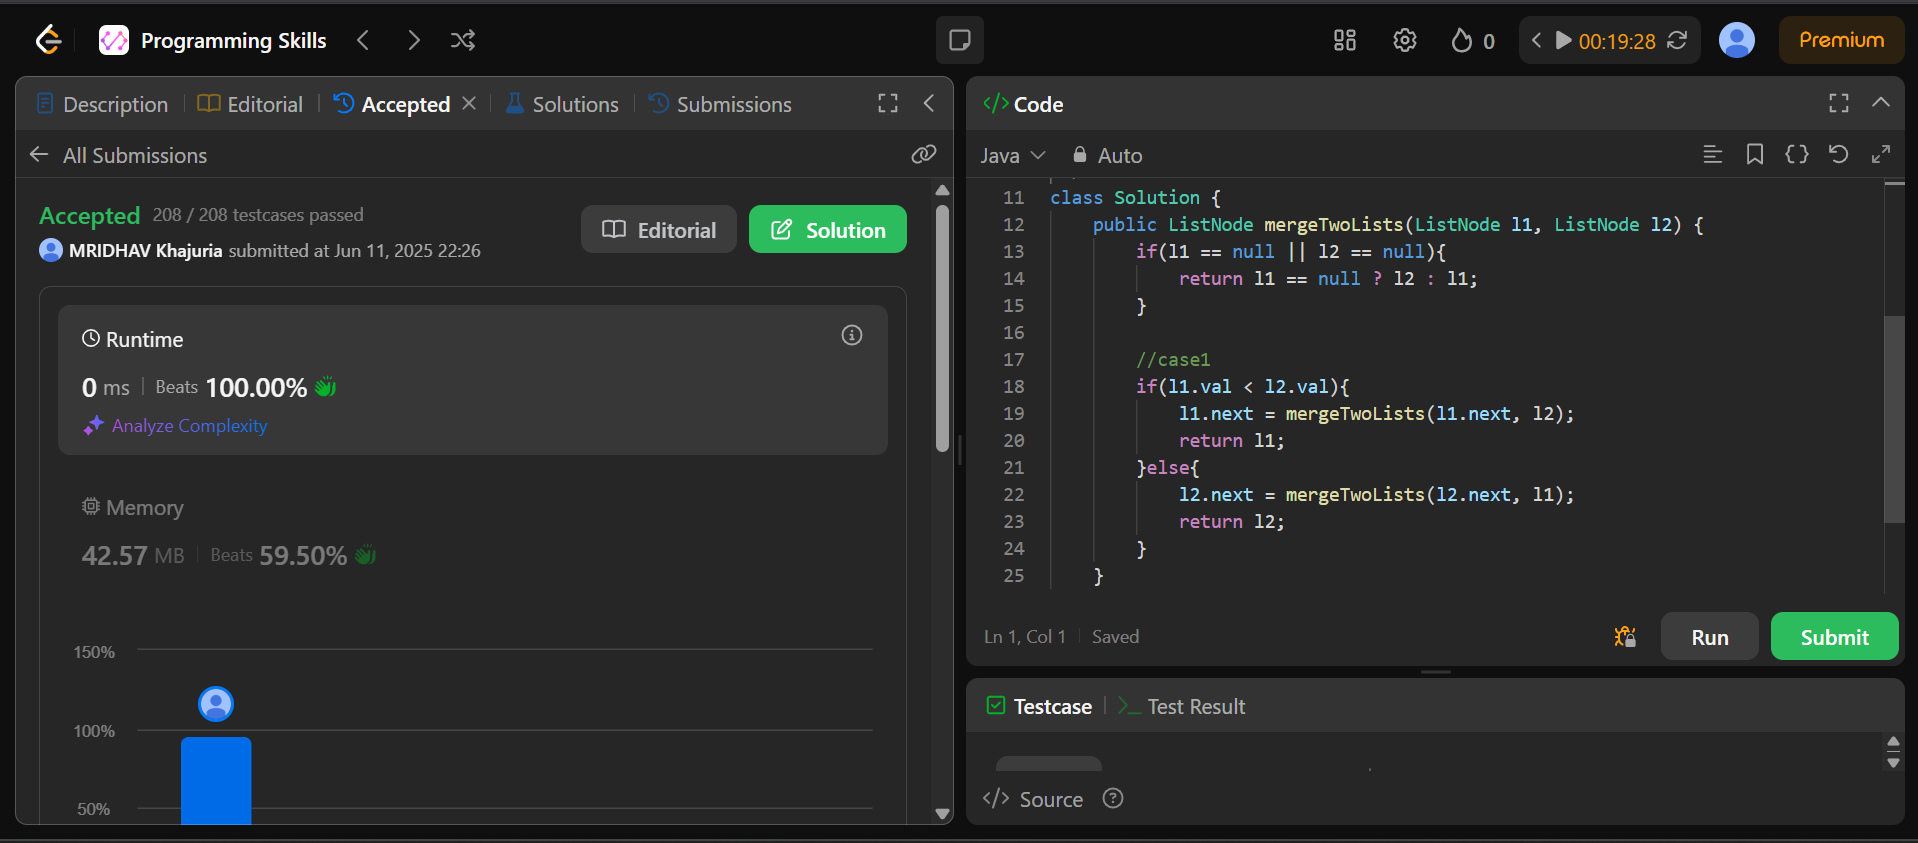 Programming Skills
0
00:19:28
Premium
Description
Editorial
Accepted
Solutions
Submissions
All Submissions
Accepted 208 / 208 testcases passed
MRIDHAV Khajuria submitted at Jun 11, 2025 22:26
Editorial
Solution
Runtime
0 ms Beats 100.00%
Analyze Complexity
Memory
42.57 MB Beats 59.50%
150%
100%
50%
</> Code
Java
Auto
11 class Solution {
12 public ListNode mergeTwoLists(ListNode l1, ListNode l2) {
13 if(l1 == null || l2 == null){
14 return l1 == null ? l2 : l1;
15 }
16
17 //case1
18 if(l1.val < l2.val){
19 l1.next = mergeTwoLists(l1.next, l2);
20 return l1;
21 }else{
22 l2.next = mergeTwoLists(l2.next, l1);
23 return l2;
24 }
25 }
Ln 1, Col 1 Saved
Run
Submit
Testcase
>_ Test Result
</> Source